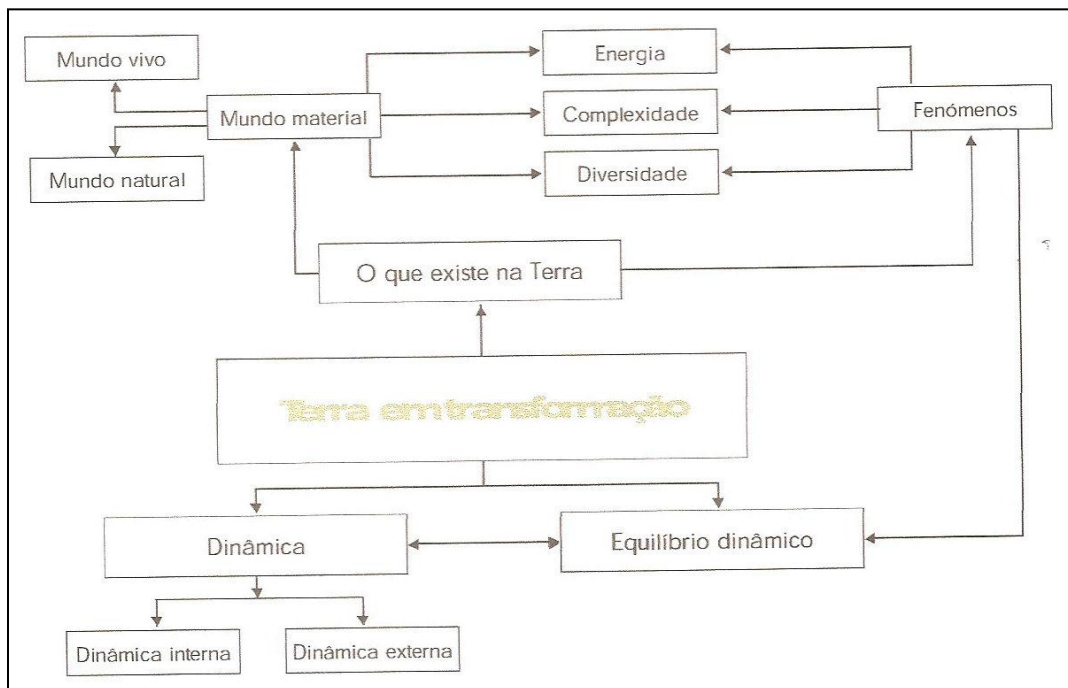 Mundo vivo
Energia
Mundo material
Complexidade
Fenómenos
Mundo natural
Diversidade
O que existe na Terra
Terra em transformação
Dinâmica
Equilíbrio dinâmico
Dinâmica interna
Dinâmica externa